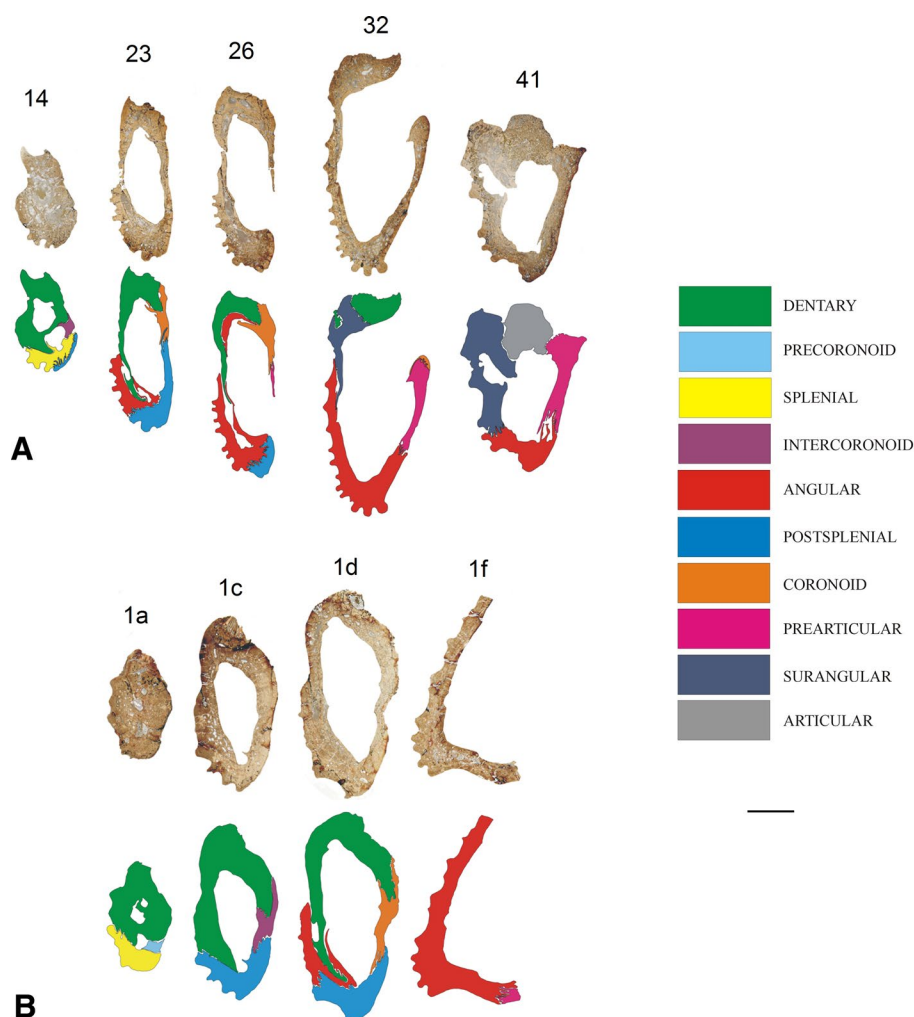 14
23
26
32
41
A
DENTARY
PRECORONOID
SPLENIAL
INTERCORONOID
ANGULAR
POSTSPLENIAL
CORONOID
PREARTICULAR
SURANGULAR
ARTICULAR
1a
1c
1d
1f
B